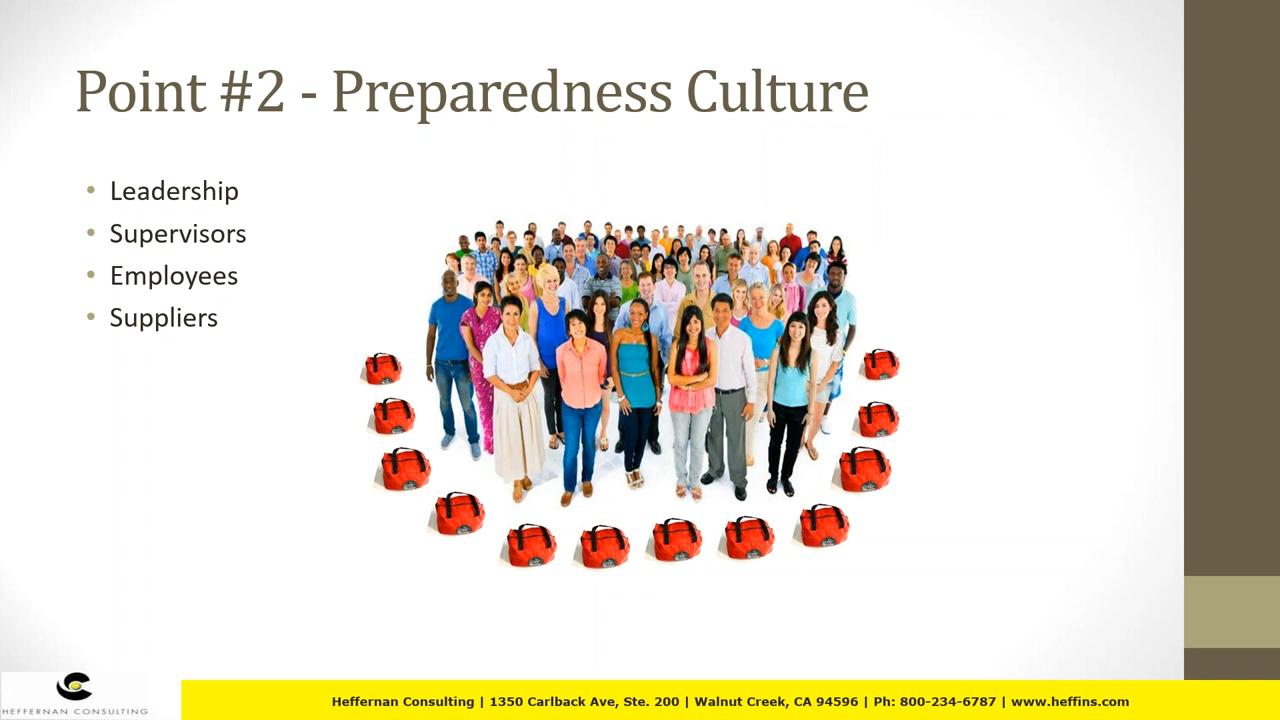 Point #2 - Preparedness Culture
• Leadership
• Supervisors
• Employees
• Suppliers
HEFFERNAN CONSULTING
Heffernan Consulting | 1350 Carlback Ave, Ste. 200 | Walnut Creek, CA 94596 | Ph: 800-234-6787 | www.heffins.com